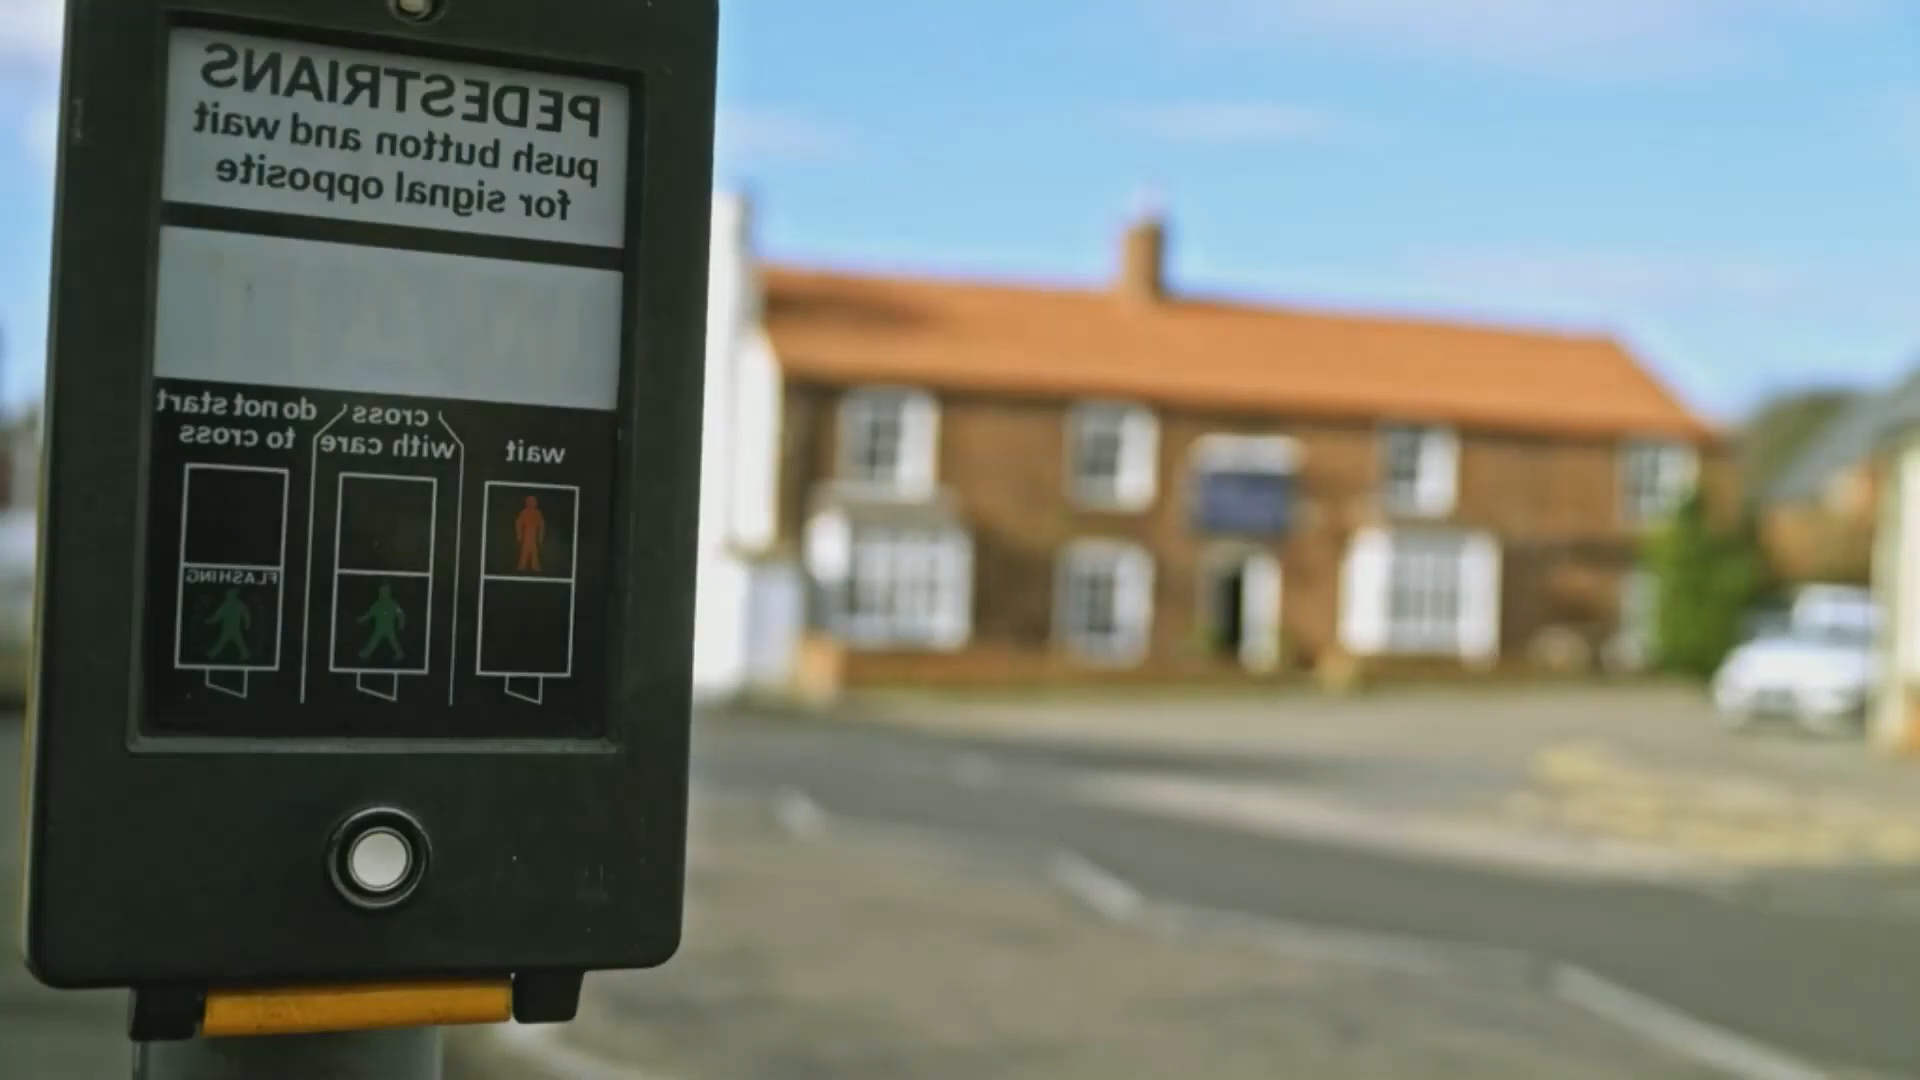 PEDESTRIANS
push button and wait
for signal opposite
wait
cross
with care
do not start
to cross
FLASHING